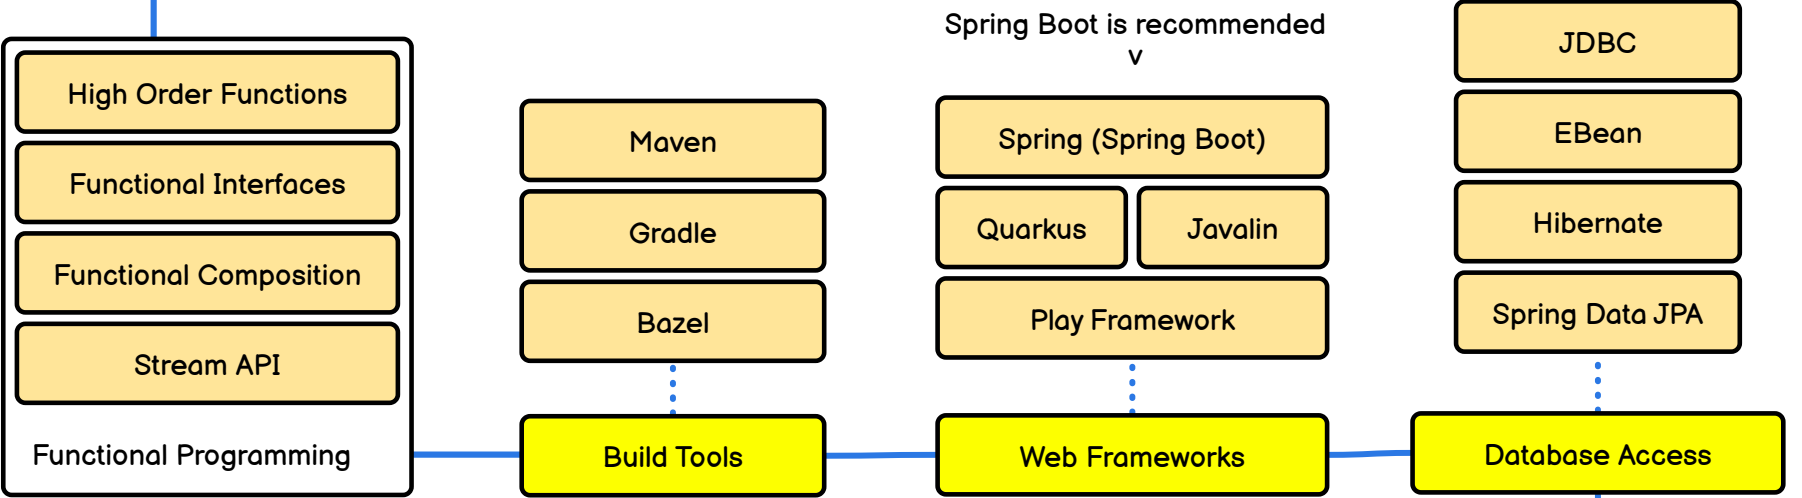 High Order Functions
Functional Interfaces
Functional Composition
Stream API
Functional Programming
Maven
Gradle
Bazel
Build Tools
Spring Boot is recommended
v
Spring (Spring Boot)
Quarkus
Javalin
Play Framework
Web Frameworks
JDBC
EBean
Hibernate
Spring Data JPA
Database Access